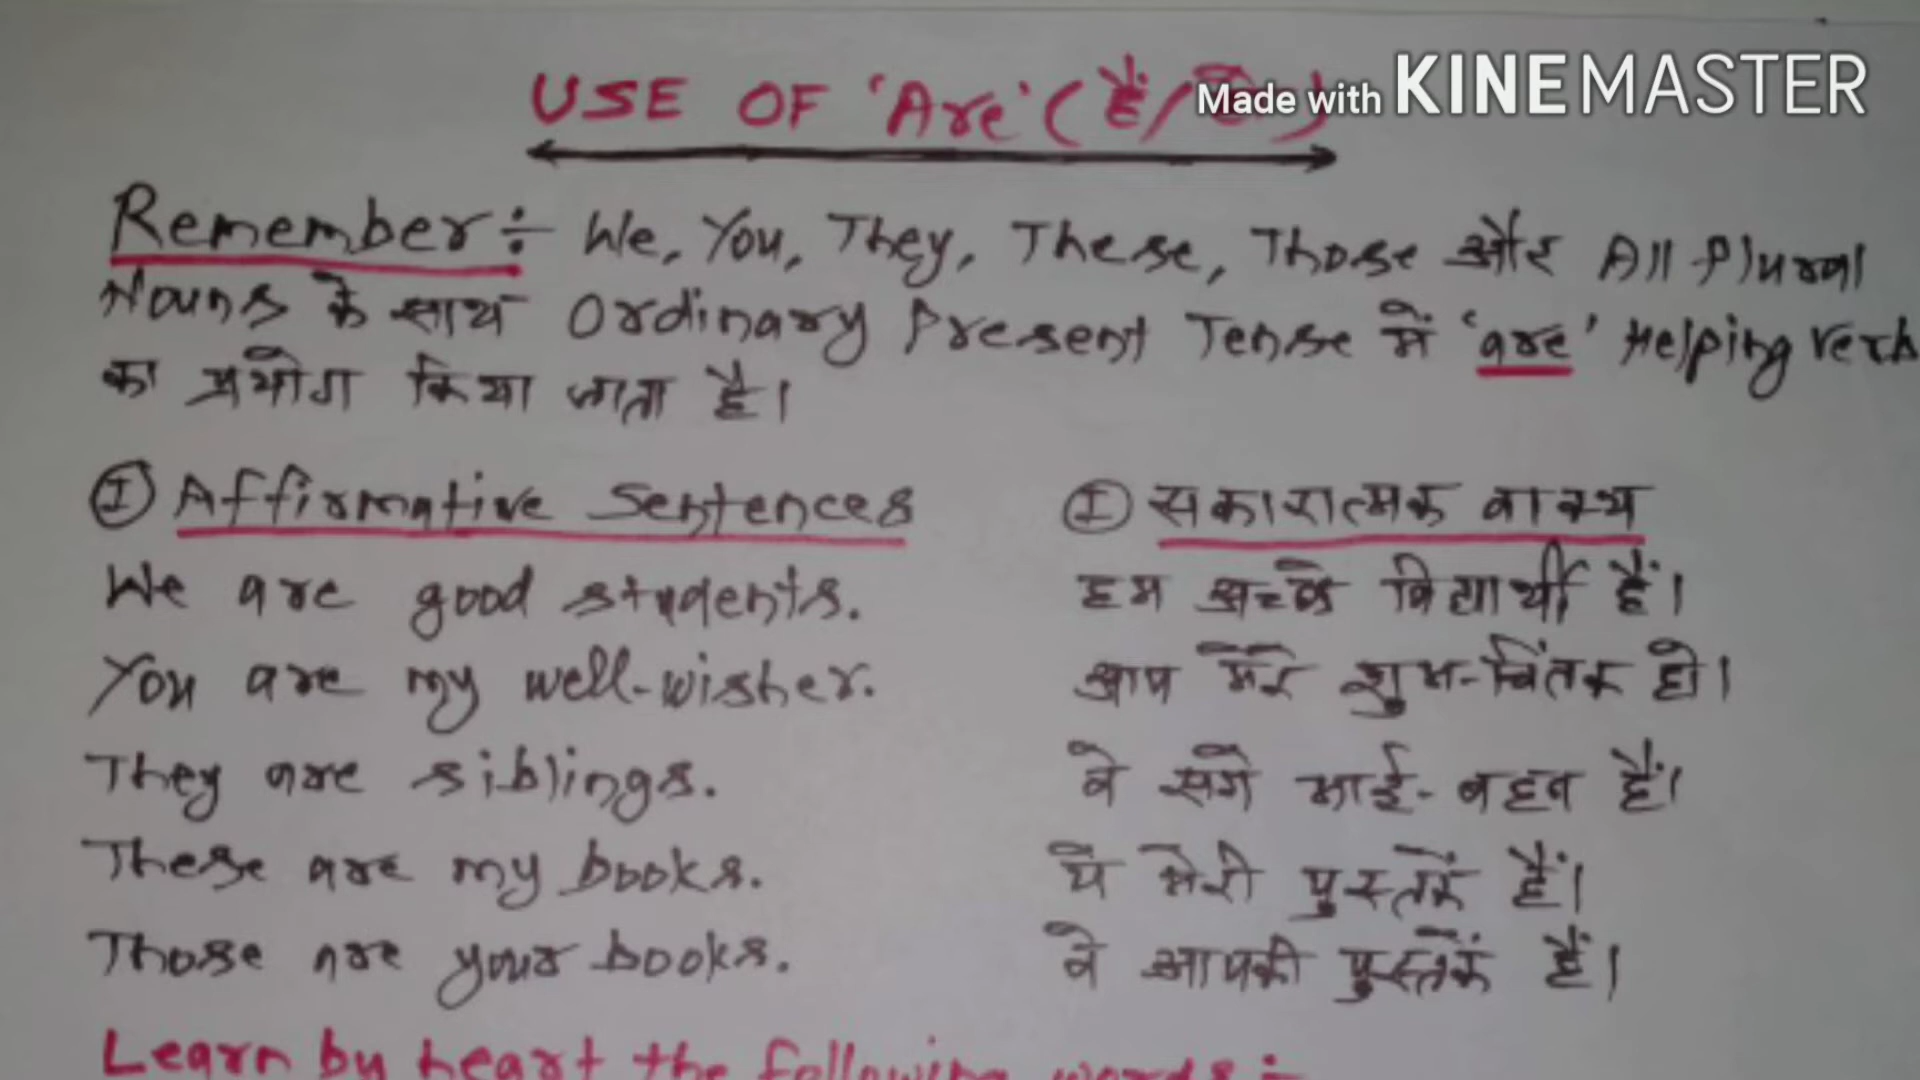 USE OF 'Are' (हैं/हो)
Made with KINEMASTER
Remember÷ We, You, They, These, Those और All Plural
Nouns के साथ Ordinary Present Tense में 'are' Helping Verb
का प्रयोग किया जाता है।
I Affirmative Sentences
I सकारात्मक वाक्य
We are good students.
हम अच्छे विद्यार्थी हैं।
You are my well-wisher.
आप मेरे शुभ-चिंतक हो।
They are siblings.
वे सगे भाई-बहन हैं।
These are my books.
ये मेरी पुस्तकें हैं।
Those are your books.
वे आपकी पुस्तकें हैं।
Learn by heart the following words:-